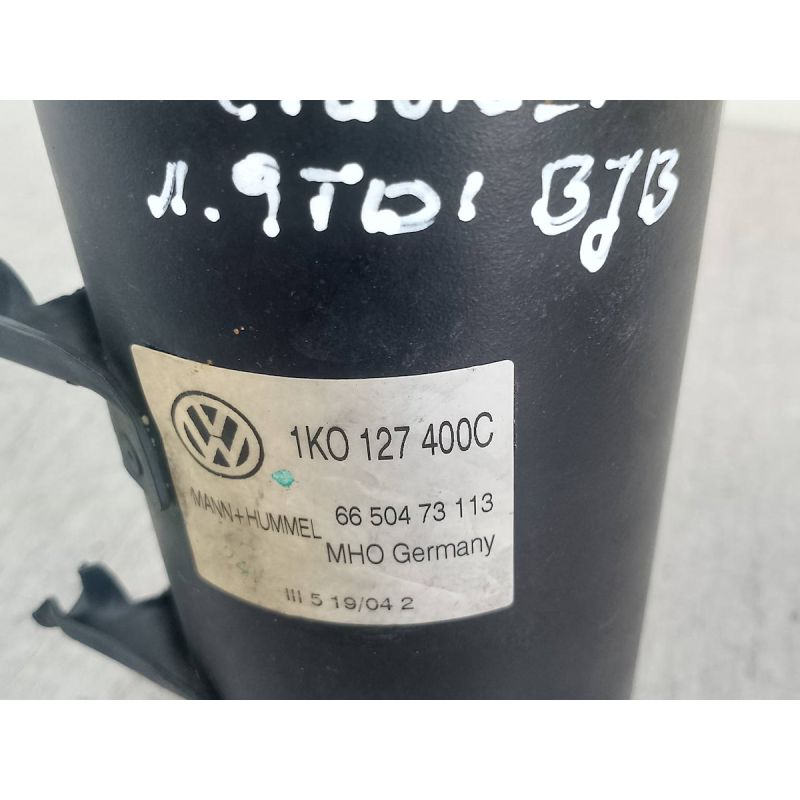 1.9TDI BJB
1K0 127 400C
MANN+HUMMEL 66 504 73 113
MHO Germany
III 5 19/04 2